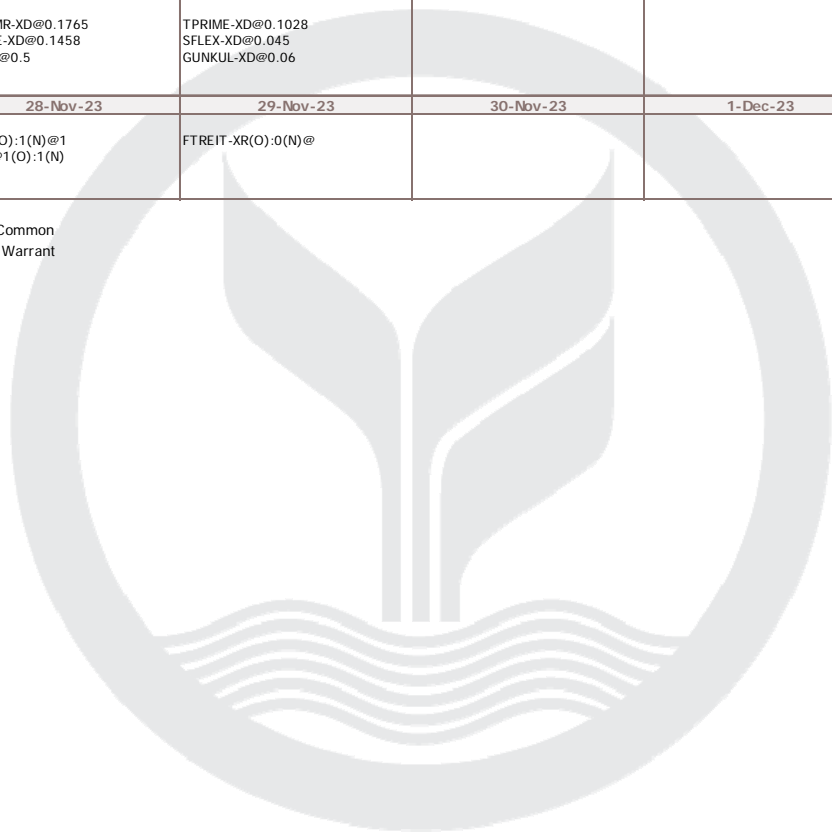 MR-XD@0.1765 TPRIME-XD@0.1028
E-XD@0.1458 SFLEX-XD@0.045
@0.5 GUNKUL-XD@0.06
28-Nov-23 29-Nov-23 30-Nov-23 1-Dec-23
O):1(N)@1 FTREIT-XR(O):0(N)@
@1(O):1(N)
Common
Warrant